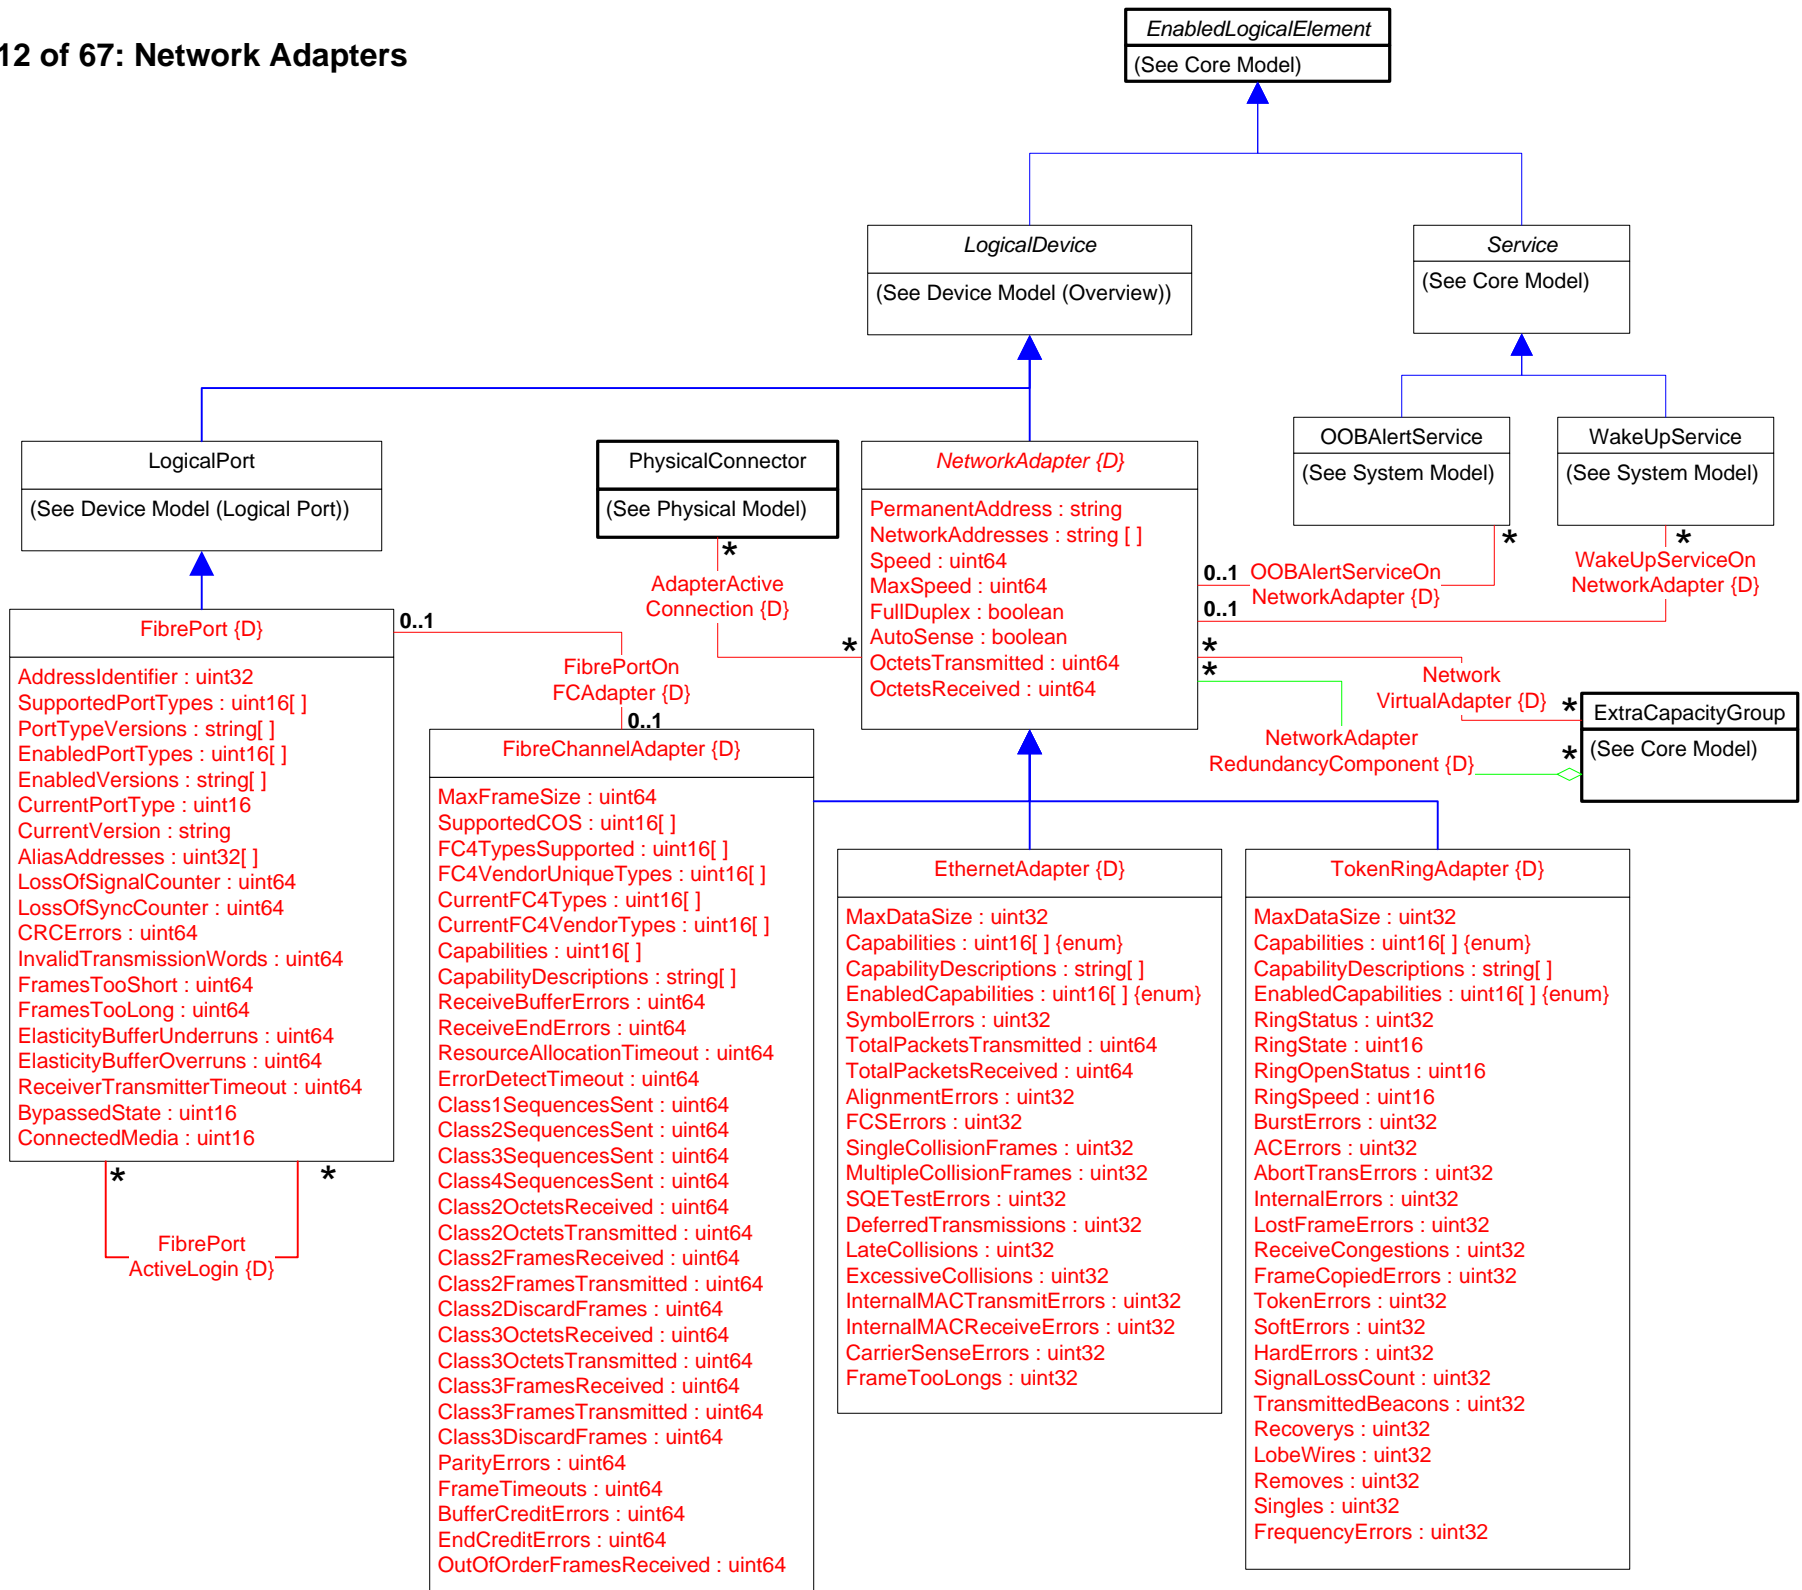 12 of 67: Network Adapters
EnabledLogicalElement
(See Core Model)
LogicalDevice
(See Device Model (Overview))
Service
(See Core Model)
LogicalPort
(See Device Model (Logical Port))
PhysicalConnector
(See Physical Model)
*
AdapterActive
Connection {D}
*
NetworkAdapter {D}
PermanentAddress : string
NetworkAddresses : string [ ]
Speed : uint64
MaxSpeed : uint64
FullDuplex : boolean
AutoSense : boolean
OctetsTransmitted : uint64
OctetsReceived : uint64
OOBAlertService
(See System Model)
*
WakeUpService
(See System Model)
*
0..1
OOBAlertServiceOn
NetworkAdapter {D}
WakeUpServiceOn
NetworkAdapter {D}
0..1
*
*
Network
VirtualAdapter {D}
*
NetworkAdapter
RedundancyComponent {D}
*
ExtraCapacityGroup
(See Core Model)
FibrePort {D}
AddressIdentifier : uint32
SupportedPortTypes : uint16[ ]
PortTypeVersions : string[ ]
EnabledPortTypes : uint16[ ]
EnabledVersions : string[ ]
CurrentPortType : uint16
CurrentVersion : string
AliasAddresses : uint32[ ]
LossOfSignalCounter : uint64
LossOfSyncCounter : uint64
CRCErrors : uint64
InvalidTransmissionWords : uint64
FramesTooShort : uint64
FramesTooLong : uint64
ElasticityBufferUnderruns : uint64
ElasticityBufferOverruns : uint64
ReceiverTransmitterTimeout : uint64
BypassedState : uint16
ConnectedMedia : uint16
*
*
FibrePort
ActiveLogin {D}
0..1
FibrePortOn
FCAdapter {D}
0..1
FibreChannelAdapter {D}
MaxFrameSize : uint64
SupportedCOS : uint16[ ]
FC4TypesSupported : uint16[ ]
FC4VendorUniqueTypes : uint16[ ]
CurrentFC4Types : uint16[ ]
CurrentFC4VendorTypes : uint16[ ]
Capabilities : uint16[ ]
CapabilityDescriptions : string[ ]
ReceiveBufferErrors : uint64
ReceiveEndErrors : uint64
ResourceAllocationTimeout : uint64
ErrorDetectTimeout : uint64
Class1SequencesSent : uint64
Class2SequencesSent : uint64
Class3SequencesSent : uint64
Class4SequencesSent : uint64
Class2OctetsReceived : uint64
Class2OctetsTransmitted : uint64
Class2FramesReceived : uint64
Class2FramesTransmitted : uint64
Class2DiscardFrames : uint64
Class3OctetsReceived : uint64
Class3OctetsTransmitted : uint64
Class3FramesReceived : uint64
Class3FramesTransmitted : uint64
Class3DiscardFrames : uint64
ParityErrors : uint64
FrameTimeouts : uint64
BufferCreditErrors : uint64
EndCreditErrors : uint64
OutOfOrderFramesReceived : uint64
EthernetAdapter {D}
MaxDataSize : uint32
Capabilities : uint16[ ] {enum}
CapabilityDescriptions : string[ ]
EnabledCapabilities : uint16[ ] {enum}
SymbolErrors : uint32
TotalPacketsTransmitted : uint64
TotalPacketsReceived : uint64
AlignmentErrors : uint32
FCSErrors : uint32
SingleCollisionFrames : uint32
MultipleCollisionFrames : uint32
SQETestErrors : uint32
DeferredTransmissions : uint32
LateCollisions : uint32
ExcessiveCollisions : uint32
InternalMACTransmitErrors : uint32
InternalMACReceiveErrors : uint32
CarrierSenseErrors : uint32
FrameTooLongs : uint32
TokenRingAdapter {D}
MaxDataSize : uint32
Capabilities : uint16[ ] {enum}
CapabilityDescriptions : string[ ]
EnabledCapabilities : uint16[ ] {enum}
RingStatus : uint32
RingState : uint16
RingOpenStatus : uint16
RingSpeed : uint16
BurstErrors : uint32
ACErrors : uint32
AbortTransErrors : uint32
InternalErrors : uint32
LostFrameErrors : uint32
ReceiveCongestions : uint32
FrameCopiedErrors : uint32
TokenErrors : uint32
SoftErrors : uint32
HardErrors : uint32
SignalLossCount : uint32
TransmittedBeacons : uint32
Recoverys : uint32
LobeWires : uint32
Removes : uint32
Singles : uint32
FrequencyErrors : uint32